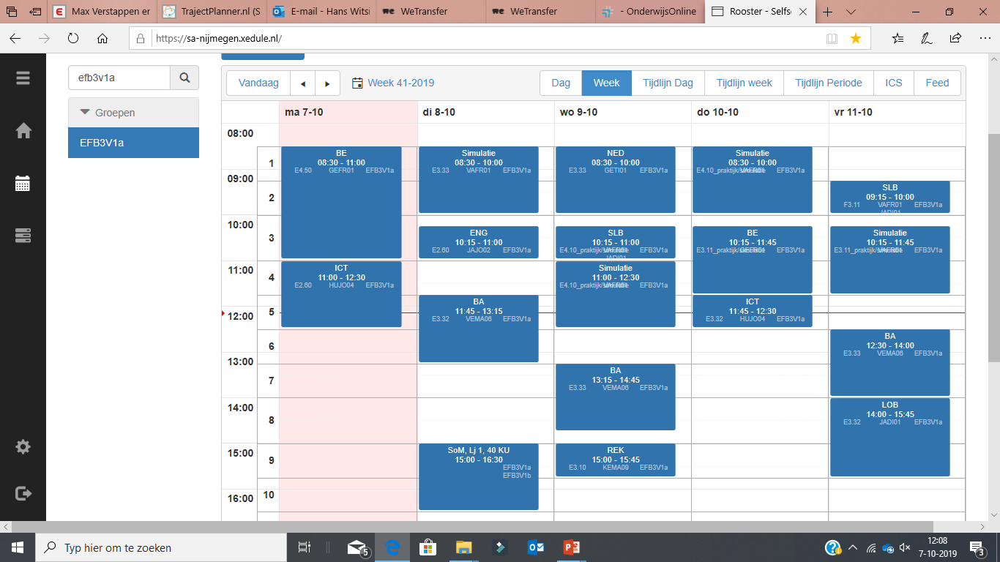 Max Verstappen er
TrajectPlanner.nl (S
E-mail - Hans Witsi
WeTransfer
WeTransfer
- OnderwijsOnline
Rooster - Selfse
https://sa-nijmegen.xedule.nl/
efb3v1a
Groepen
EFB3V1a
Vandaag
Week 41-2019
Dag
Week
Tijdlijn Dag
Tijdlijn week
Tijdlijn Periode
ICS
Feed
ma 7-10
di 8-10
wo 9-10
do 10-10
vr 11-10
08:00
09:00
10:00
11:00
12:00
13:00
14:00
15:00
16:00
1
2
3
4
5
6
7
8
9
10
BE
08:30 - 11:00
E4.50 GEFR01 EFB3V1a
ICT
11:00 - 12:30
E2.60 HUJO04 EFB3V1a
Simulatie
08:30 - 10:00
E3.33 VAFR01 EFB3V1a
ENG
10:15 - 11:00
E2.60 JAJO02 EFB3V1a
BA
11:45 - 13:15
E3.32 VEMA06 EFB3V1a
SoM, Lj 1, 40 KU
15:00 - 16:30
EFB3V1a
EFB3V1b
NED
08:30 - 10:00
E3.33 GETI01 EFB3V1a
SLB
10:15 - 11:00
E4.10_praktijk/simulatie VAFR01 EFB3V1a
JADI01
Simulatie
11:00 - 12:30
E4.10_praktijk/simulatie VAFR01 EFB3V1a
BA
13:15 - 14:45
E3.33 VEMA06 EFB3V1a
REK
15:00 - 15:45
E3.10 KEMA09 EFB3V1a
Simulatie
08:30 - 10:00
E4.10_praktijk/simulatie VAFR01 EFB3V1a
BE
10:15 - 11:45
E3.11_praktijk/simulatie GEFR01 EFB3V1a
ICT
11:45 - 12:30
E3.32 HUJO04 EFB3V1a
SLB
09:15 - 10:00
F3.11 VAFR01 EFB3V1a
JADI01
Simulatie
10:15 - 11:45
E3.11_praktijk/simulatie VAFR01 EFB3V1a
BA
12:30 - 14:00
E3.33 VEMA06 EFB3V1a
LOB
14:00 - 15:45
E3.32 JADI01 EFB3V1a
Typ hier om te zoeken
5
12:08
7-10-2019
3